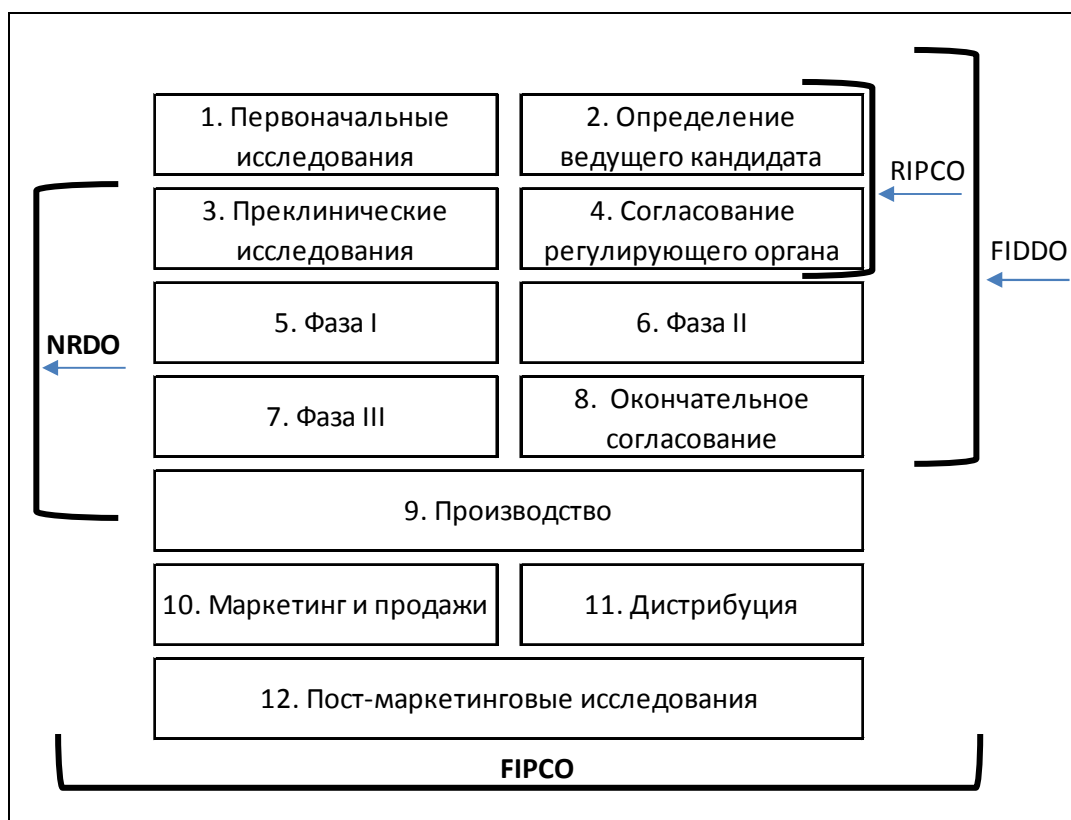 1. Первоначальные
исследования
2. Определение
ведущего кандидата
RIPCO
3. Преклинические
исследования
4. Согласование
регулирующего органа
FIDDO
5. Фаза I
6. Фаза II
NRDO
7. Фаза III
8. Окончательное
согласование
9. Производство
10. Маркетинг и продажи
11. Дистрибуция
12. Пост-маркетинговые исследования
FIPCO